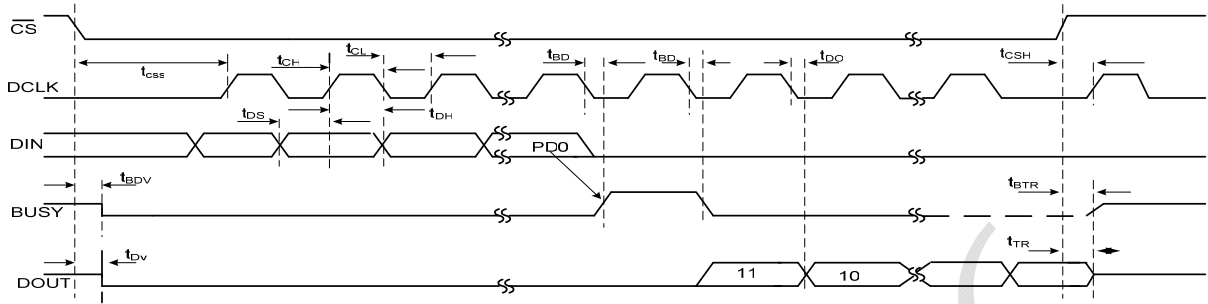 CS
tCSS
tCH
tCL
tBD
tBD
tDO
tCSH
DCLK
tDS
tDH
DIN
PD0
tBDV
tBTR
BUSY
tDv
tTR
DOUT
11
10